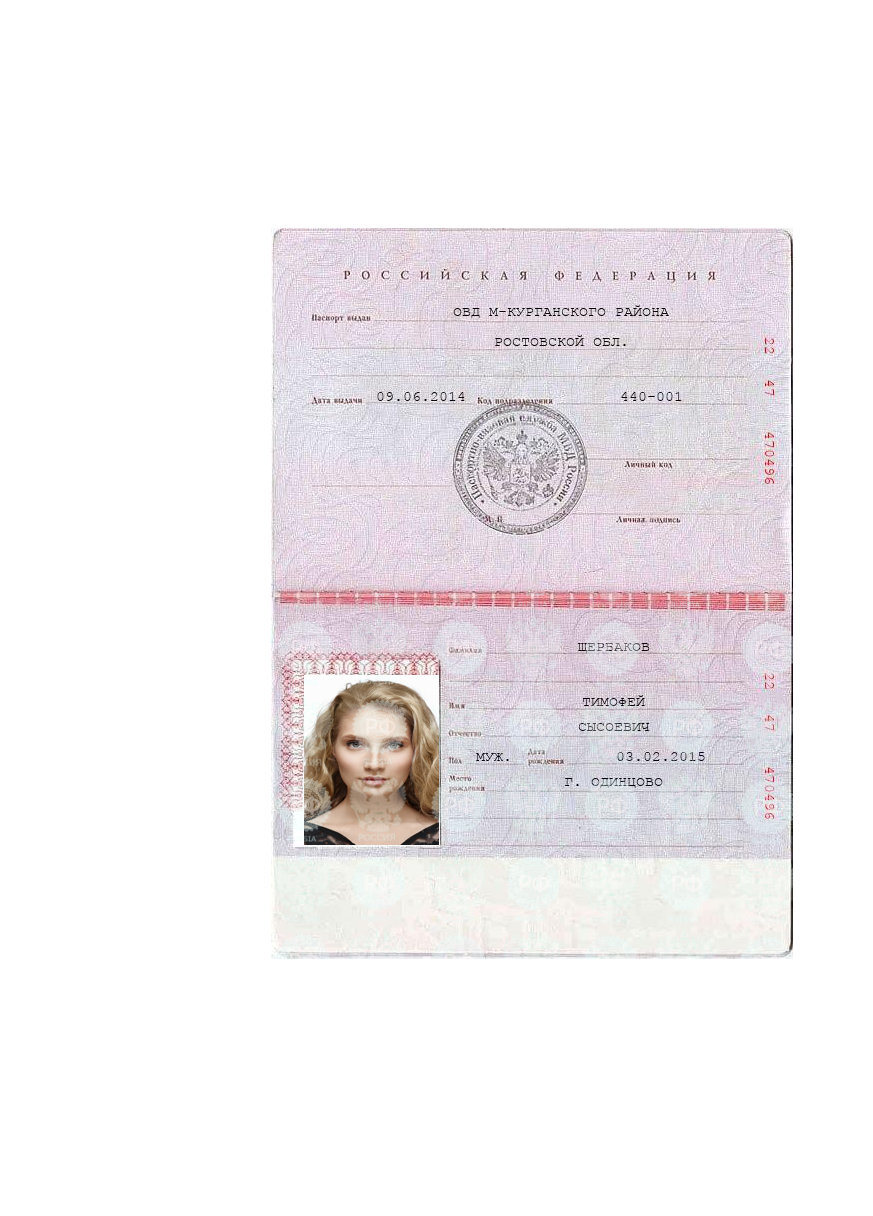 РОССИЙСКАЯ ФЕДЕРАЦИЯ
Паспорт выдан ОВД М-КУРГАНСКОГО РАЙОНА
РОСТОВСКОЙ ОБЛ.
Дата выдачи 09.06.2014 Код подразделения 440-001
Паспортно-визовая служба МВД России
Личный код
М.П.
Личная подпись
22 47 470496
Фамилия ЩЕРБАКОВ
Имя ТИМОФЕЙ
Отчество СЫСОЕВИЧ
Пол МУЖ. Дата рождения 03.02.2015
Место рождения Г. ОДИНЦОВО
22 47 470496
РФ